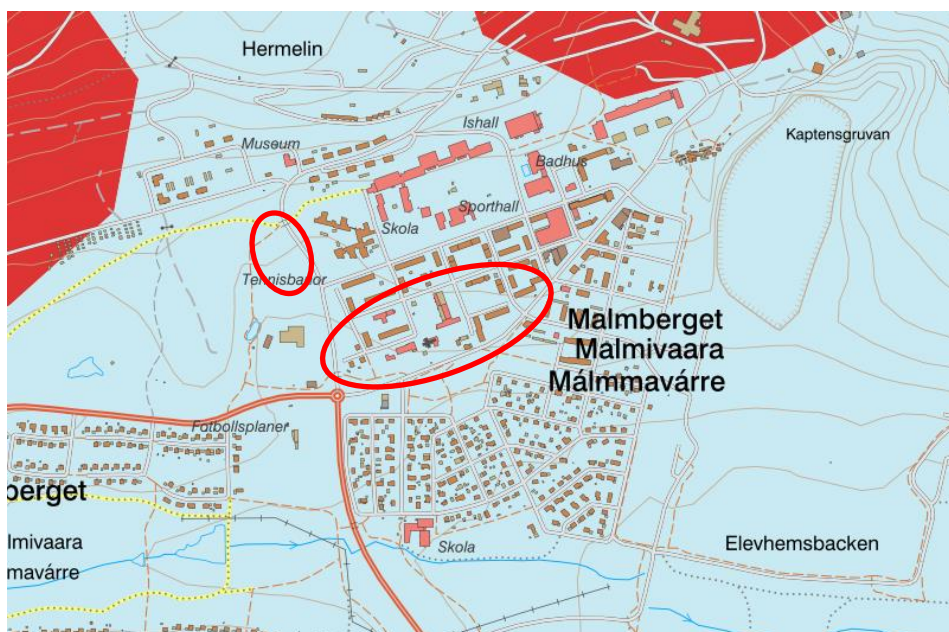 Hermelin
Ishall
Kaptensgruvan
Museum
Badhus
Sporthall
Skola
Tennisbanor
Malmberget
Malmivaara
Málmmavárre
Fotbollsplaner
berget
lmivaara
mavárre
Skola
Elevhemsbacken